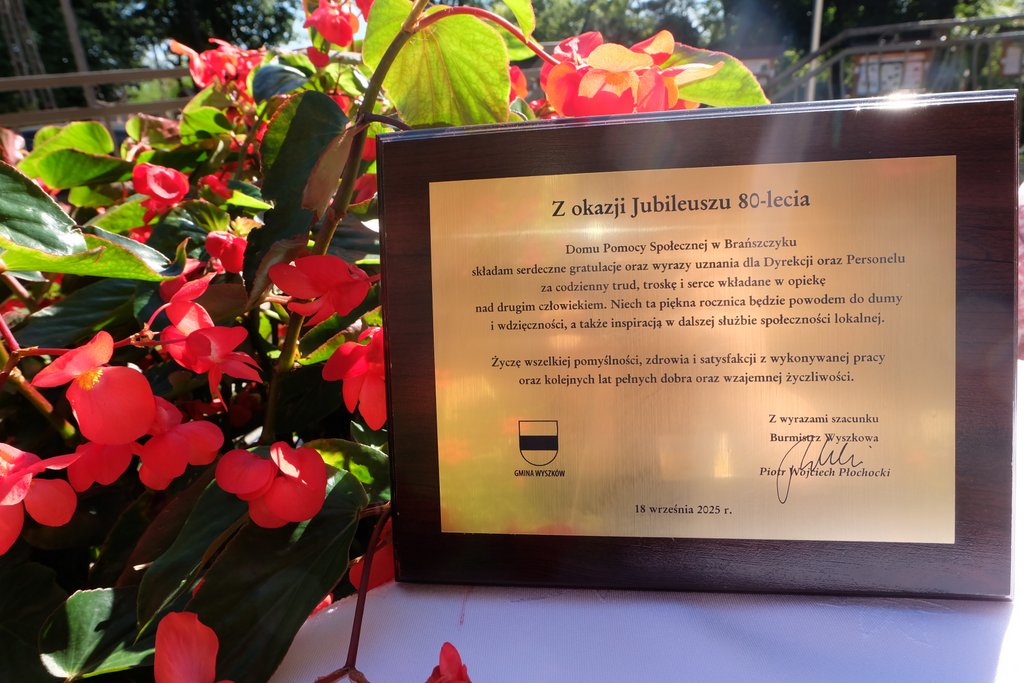 Z okazji Jubileuszu 80-lecia
Domu Pomocy Społecznej w Brańszczyku
składam serdeczne gratulacje oraz wyrazy uznania dla Dyrekcji oraz Personelu
za codzienny trud, troskę i serce wkładane w opiekę
nad drugim człowiekiem. Niech ta piękna rocznica będzie powodem do dumy
i wdzięczności, a także inspiracją w dalszej służbie społeczności lokalnej.
Życzę wszelkiej pomyślności, zdrowia i satysfakcji z wykonywanej pracy
oraz kolejnych lat pełnych dobra oraz wzajemnej życzliwości.
GMINA WYSZKÓW
Z wyrazami szacunku
Burmistrz Wyszkowa
Piotr Wojciech Płochocki
18 września 2025 r.